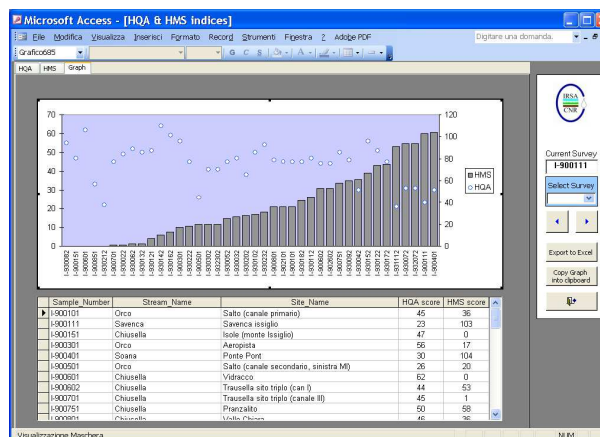 Microsoft Access - [HQA & HMS indices]
File Modifica Visualizza Inserisci Formato Record Strumenti Finestra ? Adobe PDF Digitare una domanda.
Grafico685 G C S
HQA HMS Graph
IRSA
CNR
Current Survey
I-900111
Select Survey
Export to Excel
Copy Graph
into clipboard
70 60 50 40 30 20 10 0
120 100 80 60 40 20 0
HMS
HQA
Sample_Number Stream_Name Site_Name HQA score HMS score
I-900101 Orco Salto (canale primario) 45 36
I-900111 Savenca Savenca issiglio 23 103
I-900151 Chiusella Isole (monte Issiglio) 47 0
I-900301 Orco Aeropista 56 17
I-900401 Soana Ponte Pont 30 104
I-900501 Orco Salto (canale secondario, sinistra MI) 26 20
I-900601 Chiusella Vidracco 62 0
I-900602 Chiusella Trausella sito triplo (can I) 44 53
I-900701 Chiusella Trausella sito triplo (canale III) 45 1
I-900751 Chiusella Pranzalito 50 58
I-900801 Chiusella Vallo Chiara 46 36
Visualizzazione Maschera NUM